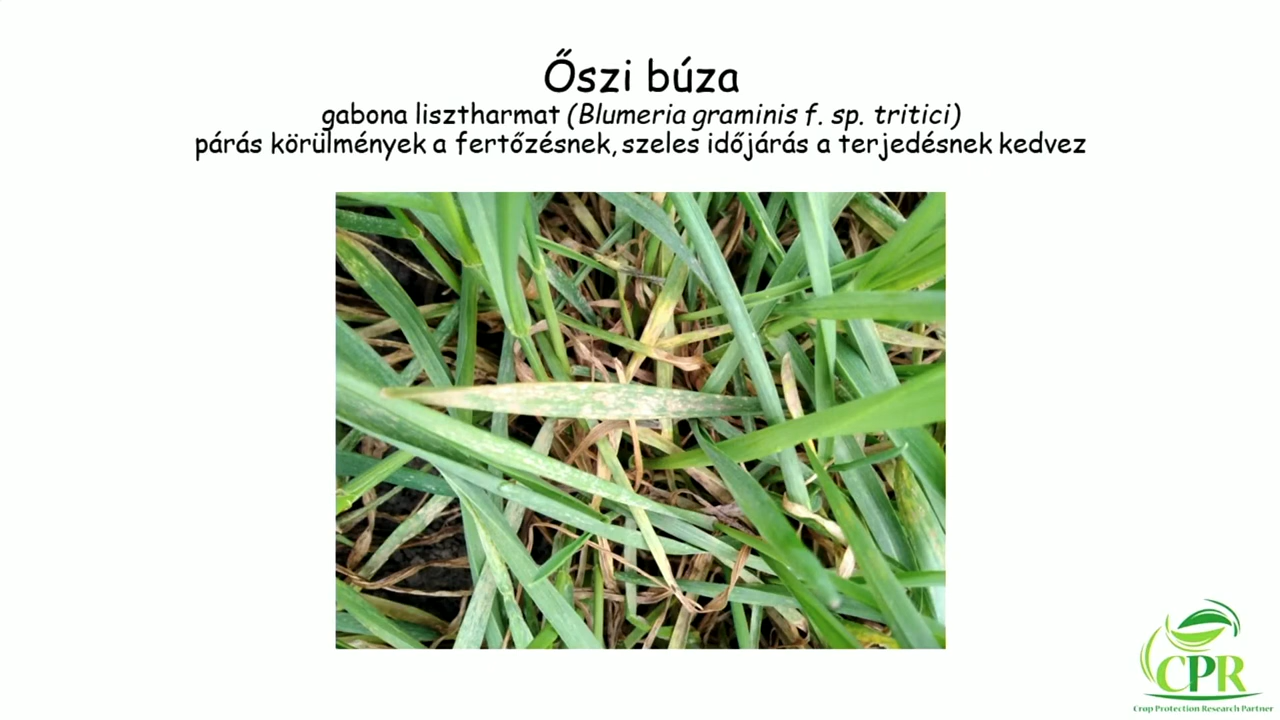 Őszi búza
gabona lisztharmat (Blumeria graminis f. sp. tritici)
párás körülmények a fertőzésnek, szeles időjárás a terjedésnek kedvez
CPR
Crop Protection Research Partner